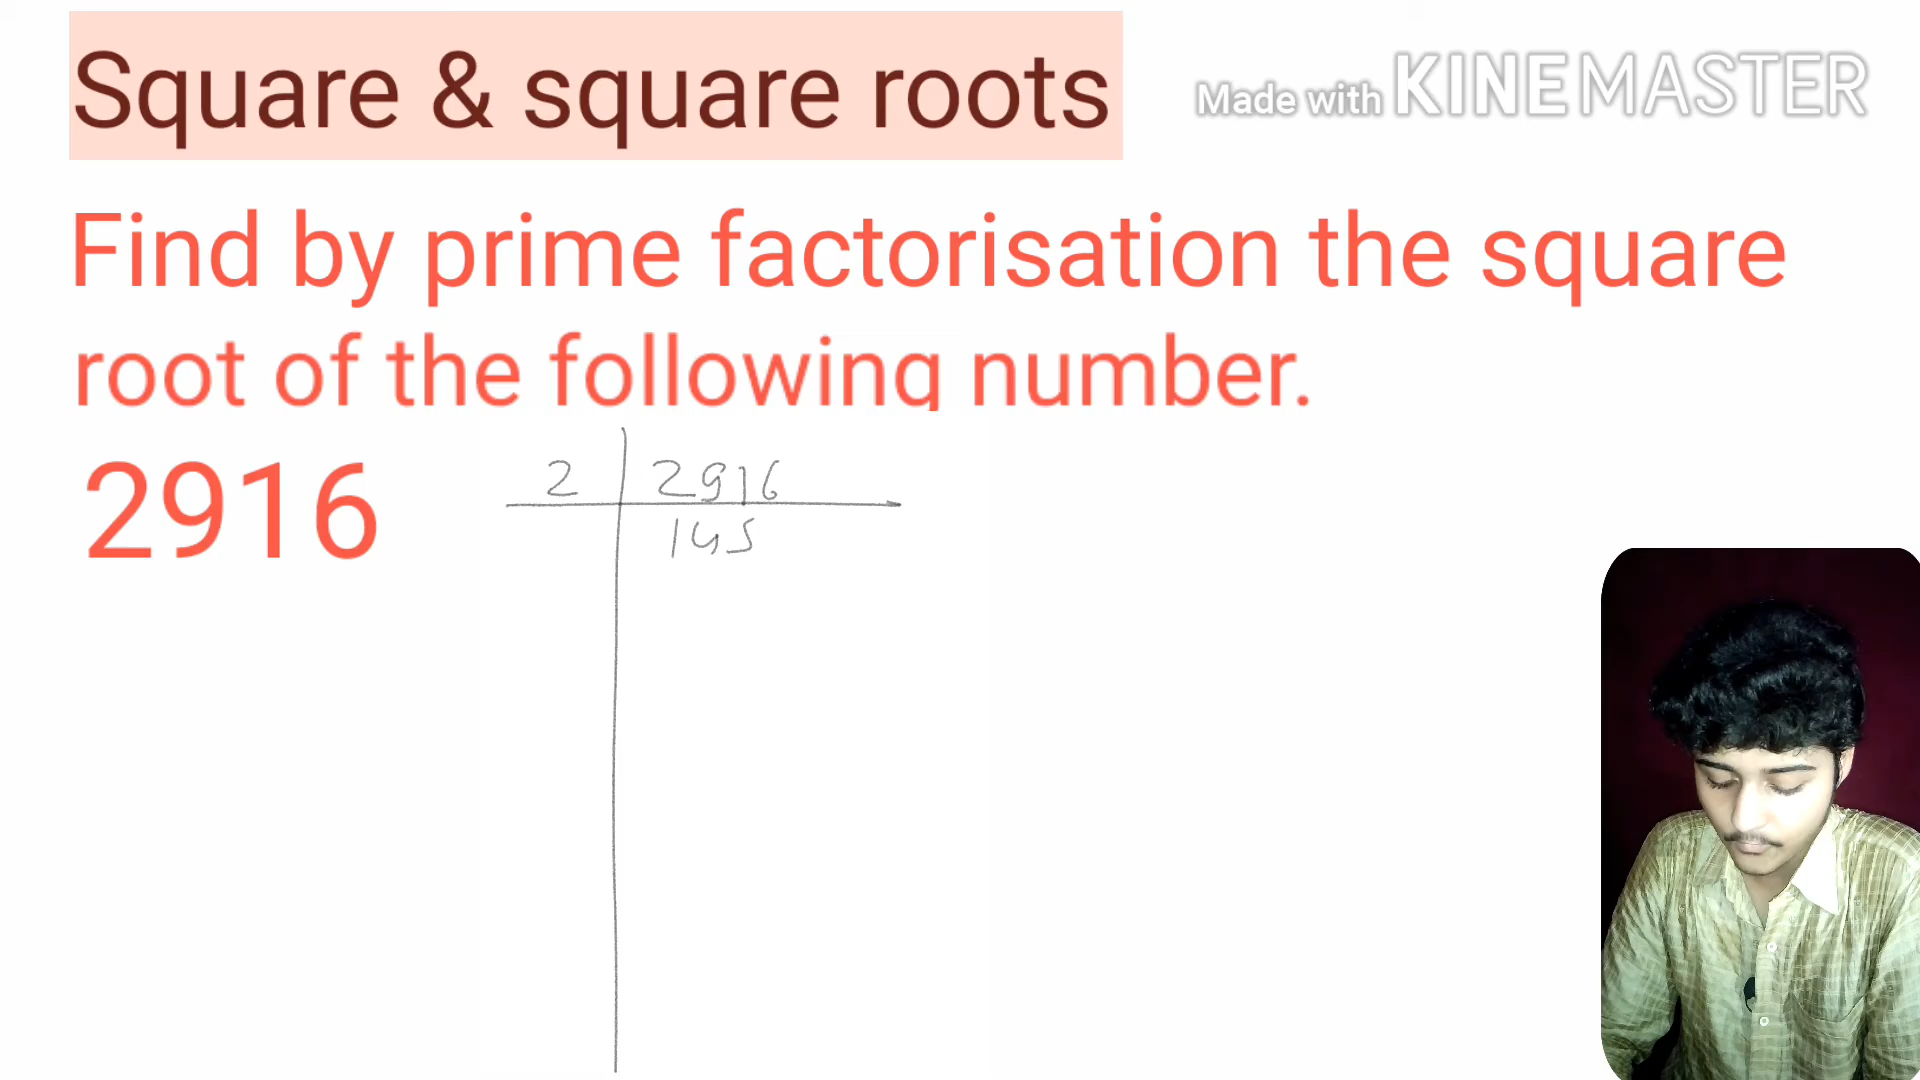 Square & square roots
Made with KINEMASTER
Find by prime factorisation the square
root of the following number.
2916
2 2916
145